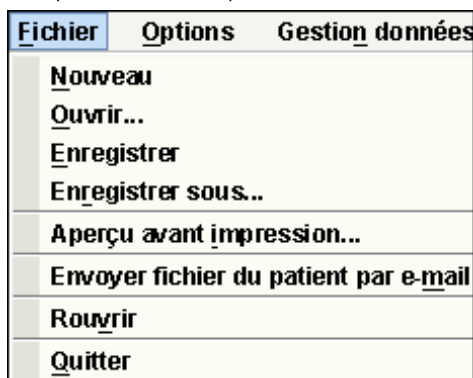 Fichier Options Gestion données
Nouveau
Ouvrir...
Enregistrer
Enregistrer sous...
Aperçu avant impression...
Envoyer fichier du patient par e-mail
Rouvrir
Quitter